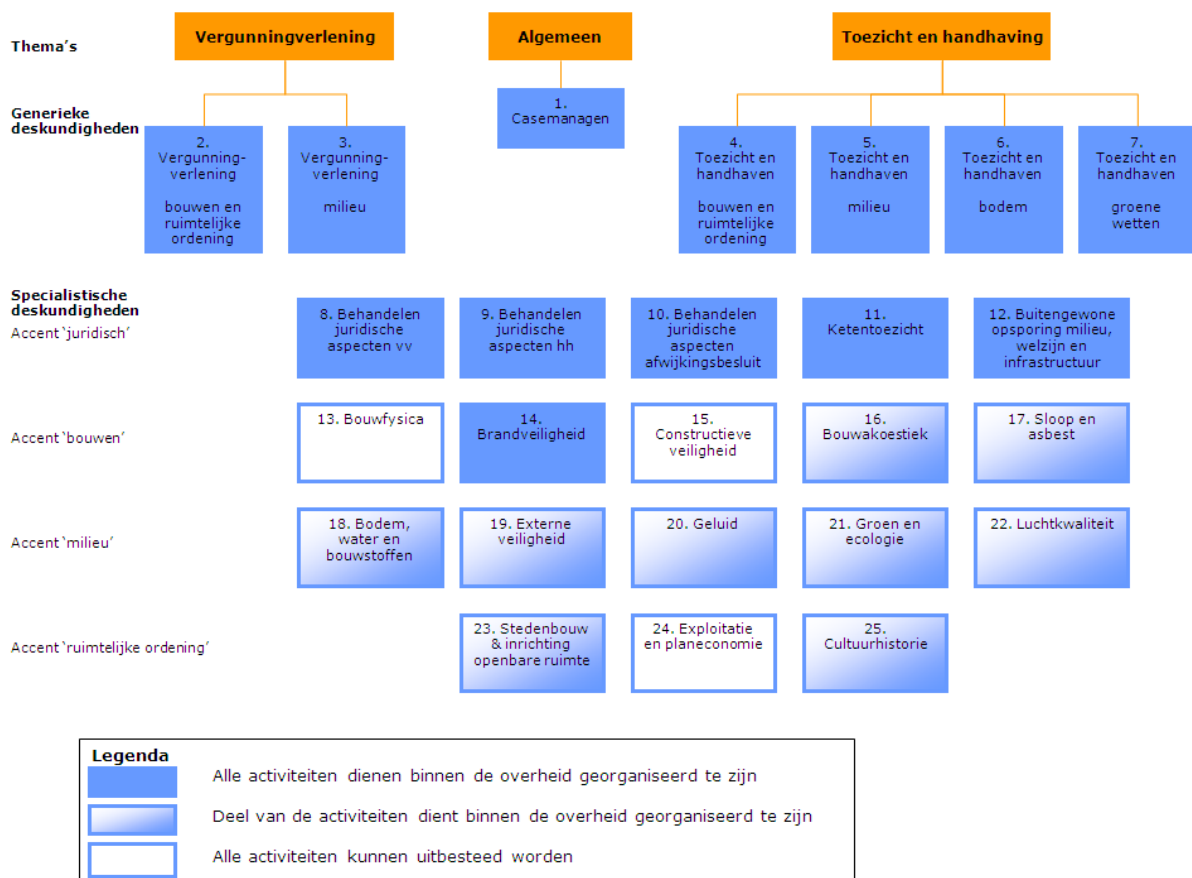 Thema's
Vergunningverlening
Algemeen
Toezicht en handhaving
Generieke
deskundigheden
1.
Casemanagen
2.
Vergunning-
verlening
bouwen en
ruimtelijke
ordening
3.
Vergunning-
verlening
milieu
4.
Toezicht en
handhaven
bouwen en
ruimtelijke
ordening
5.
Toezicht en
handhaven
milieu
6.
Toezicht en
handhaven
bodem
7.
Toezicht en
handhaven
groene
wetten
Specialistische
deskundigheden
Accent 'juridisch'
8. Behandelen
juridische
aspecten vv
9. Behandelen
juridische
aspecten hh
10. Behandelen
juridische
aspecten
afwijkingsbesluit
11.
Ketentoezicht
12. Buitengewone
opsporing milieu,
welzijn en
infrastructuur
Accent 'bouwen'
13. Bouwfysica
14.
Brandveiligheid
15.
Constructieve
veiligheid
16.
Bouwakoestiek
17. Sloop en
asbest
Accent 'milieu'
18. Bodem,
water en
bouwstoffen
19. Externe
veiligheid
20. Geluid
21. Groen en
ecologie
22. Luchtkwaliteit
Accent 'ruimtelijke ordening'
23. Stedenbouw
& inrichting
openbare ruimte
24. Exploitatie
en planeconomie
25.
Cultuurhistorie
Legenda
Alle activiteiten dienen binnen de overheid georganiseerd te zijn
Deel van de activiteiten dient binnen de overheid georganiseerd te zijn
Alle activiteiten kunnen uitbesteed worden